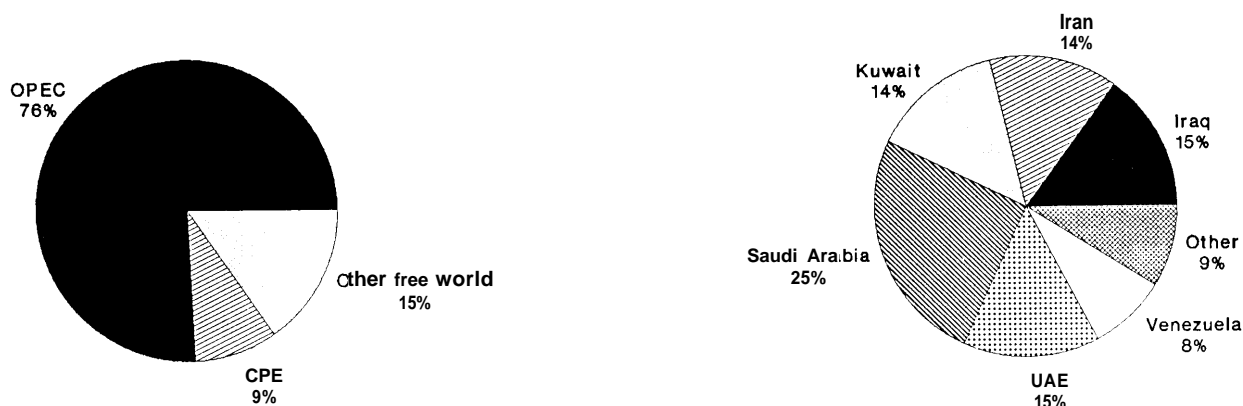 OPEC
76%
Other free world
15%
CPE
9%
Iran
14%
Kuwait
14%
Iraq
15%
Saudi Arabia
25%
Other
9%
Venezuela
8%
UAE
15%